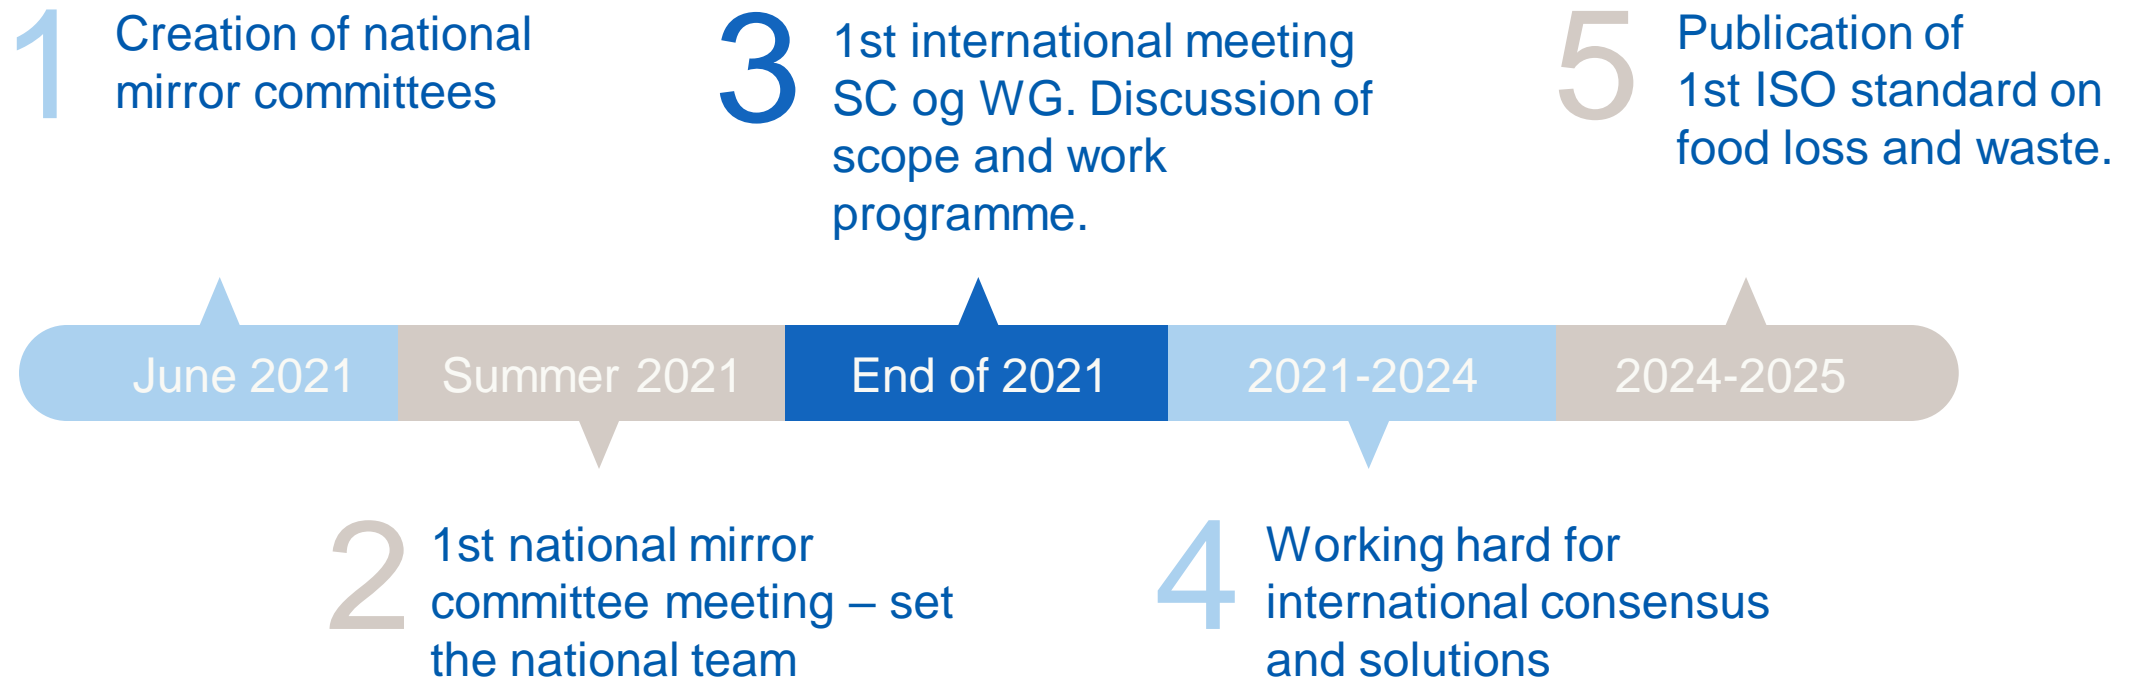 1
Creation of national
mirror committees
3
1st international meeting
SC og WG. Discussion of
scope and work
programme.
5
Publication of
1st ISO standard on
food loss and waste.
June 2021
Summer 2021
End of 2021
2021-2024
2024-2025
2
1st national mirror
committee meeting – set
the national team
4
Working hard for
international consensus
and solutions